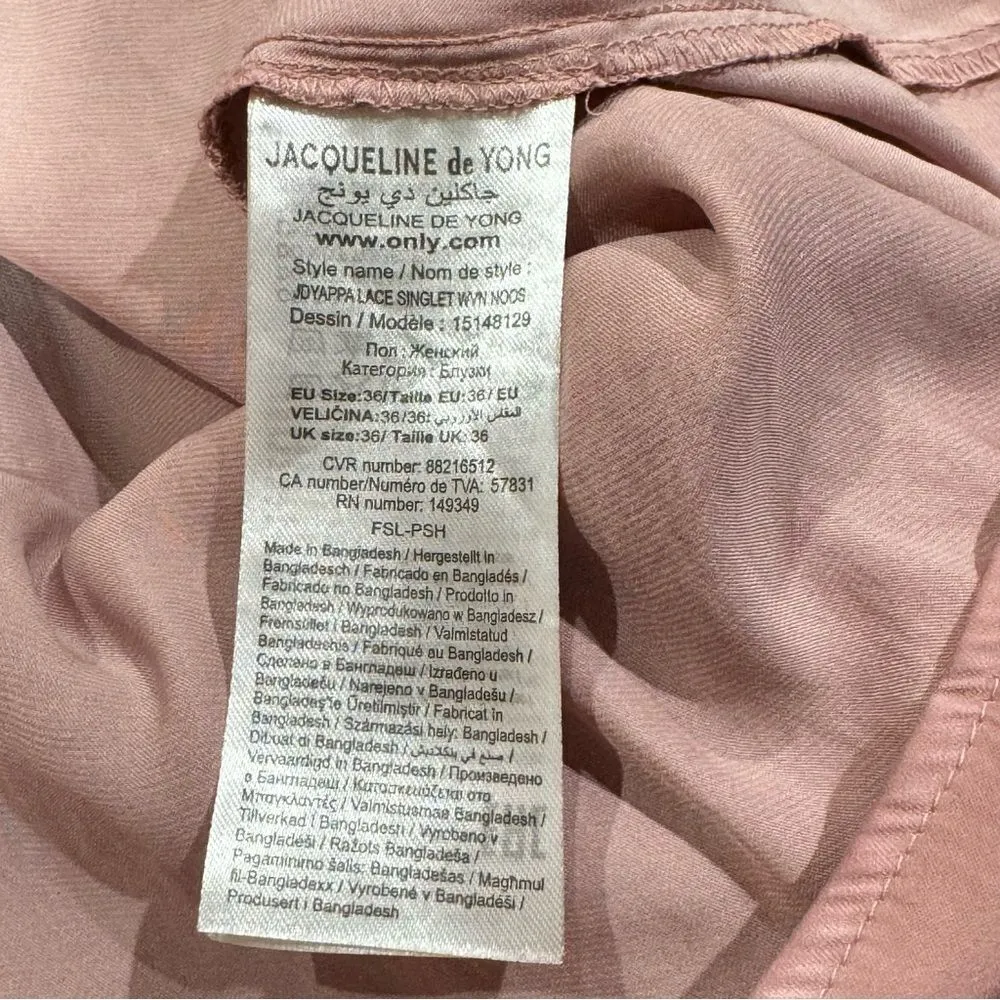 JACQUELINE de YONG
جاكلين دي يونج
JACQUELINE DE YONG
www.only.com
Style name / Nom de style :
JDYAPPA LACE SINGLET WVN NOOS
Dessin / Modèle : 15148129
Пол : Женский
Категория : Блузки
EU Size:36/Taille EU:36/ EU
VELIČINA:36/36: المقاس الأوروبي
UK size:36/ Taille UK: 36
CVR number: 88216512
CA number/Numéro de TVA: 57831
RN number: 149349
FSL-PSH
Made in Bangladesh / Hergestellt in
Bangladesch / Fabricado en Bangladés /
Fabricado no Bangladesh / Prodotto in
Bangladesh / Wyprodukowano w Bangladesz /
Fremstillet i Bangladesh / Valmistatud
Bangladeshis / Fabriqué au Bangladesh /
Сделано в Бангладеш / Izrađeno u
Bangladešu / Narejeno v Bangladešu /
Bangladeş'te Üretilmiştir / Fabricat în
Bangladesh / Származási hely: Bangladesh /
Dibuat di Bangladesh / صنع في بنكلاديش /
Vervaardigd in Bangladesh / Произведено
в Бангладеш / Κατασκευάζεται στο
Μπαγκλαντές / Valmistusmaa Bangladesh /
Tillverkad i Bangladesh / Vyrobeno v
Bangladéši / Ražots Bangladeša /
Pagaminimo šalis: Bangladešas / Magħmul
fil-Bangladexx / Vyrobené v Bangladéši /
Produsert i Bangladesh